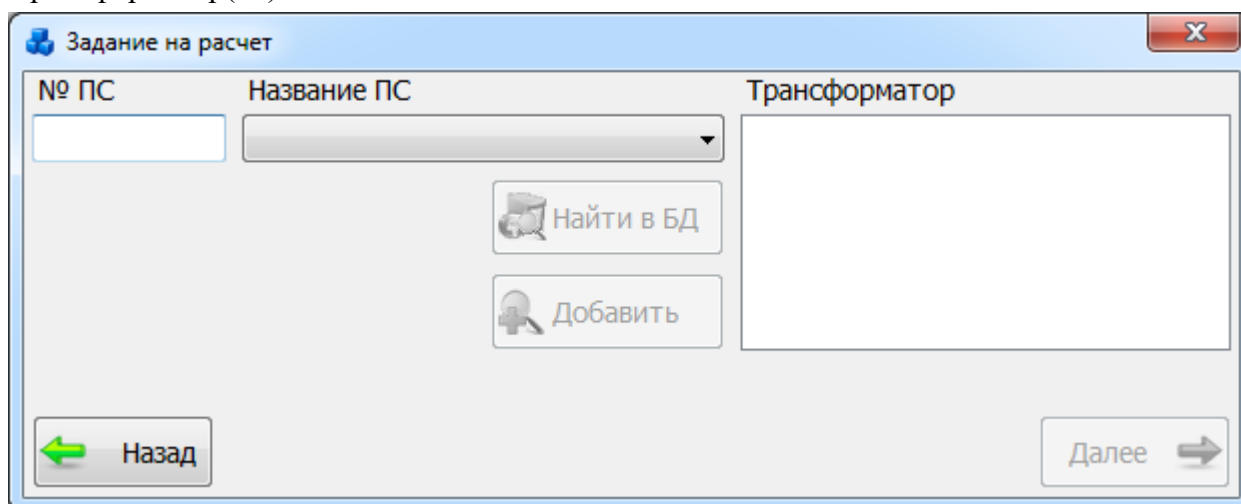 Задание на расчет
№ ПС Название ПС Трансформатор
Найти в БД
Добавить
Назад Далее